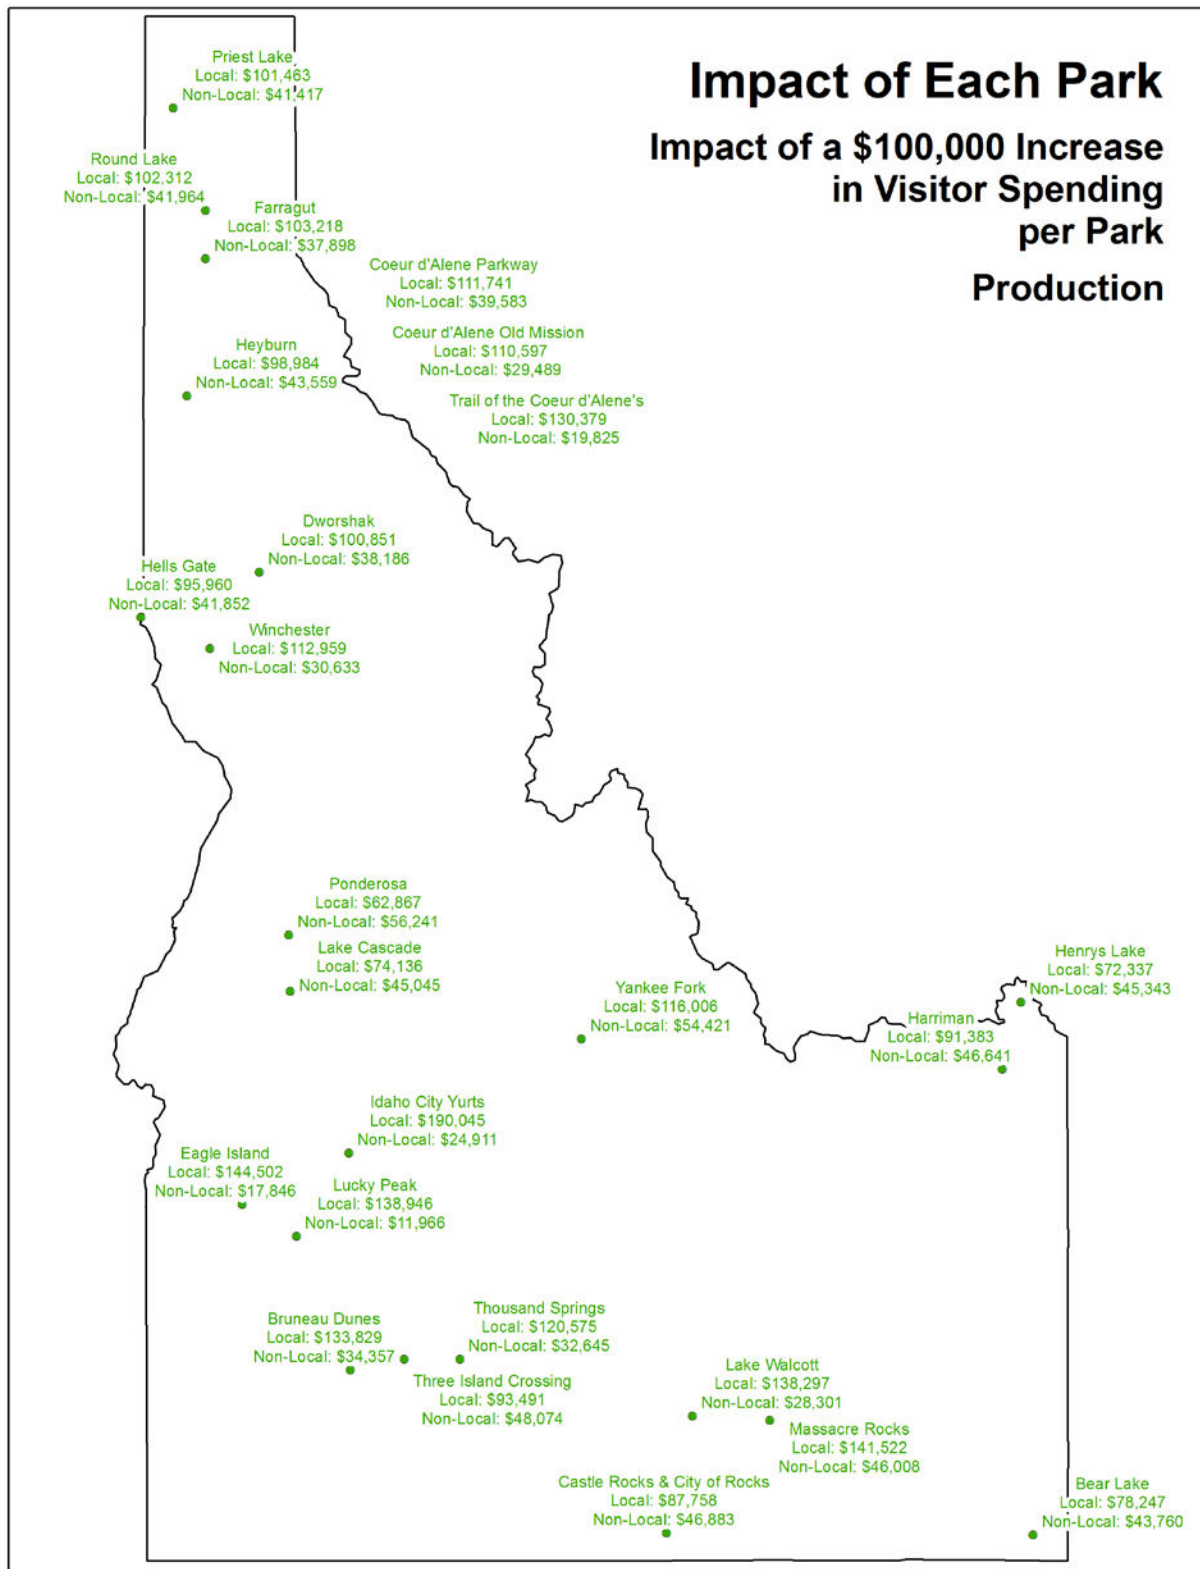 Impact of Each Park
Impact of a $100,000 Increase
in Visitor Spending
per Park
Production
Priest Lake
Local: $101,463
Non-Local: $41,417
Round Lake
Local: $102,312
Non-Local: $41,964
Farragut
Local: $103,218
Non-Local: $37,898
Coeur d'Alene Parkway
Local: $111,741
Non-Local: $39,583
Coeur d'Alene Old Mission
Local: $110,597
Non-Local: $29,489
Heyburn
Local: $98,984
Non-Local: $43,559
Trail of the Coeur d'Alene's
Local: $130,379
Non-Local: $19,825
Dworshak
Local: $100,851
Non-Local: $38,186
Hells Gate
Local: $95,960
Non-Local: $41,852
Winchester
Local: $112,959
Non-Local: $30,633
Ponderosa
Local: $62,867
Non-Local: $56,241
Lake Cascade
Local: $74,136
Non-Local: $45,045
Henrys Lake
Local: $72,337
Non-Local: $45,343
Yankee Fork
Local: $116,006
Non-Local: $54,421
Harriman
Local: $91,383
Non-Local: $46,641
Idaho City Yurts
Local: $190,045
Non-Local: $24,911
Eagle Island
Local: $144,502
Non-Local: $17,846
Lucky Peak
Local: $138,946
Non-Local: $11,966
Thousand Springs
Local: $120,575
Non-Local: $32,645
Bruneau Dunes
Local: $133,829
Non-Local: $34,357
Three Island Crossing
Local: $93,491
Non-Local: $48,074
Lake Walcott
Local: $138,297
Non-Local: $28,301
Massacre Rocks
Local: $141,522
Non-Local: $46,008
Castle Rocks & City of Rocks
Local: $87,758
Non-Local: $46,883
Bear Lake
Local: $78,247
Non-Local: $43,760